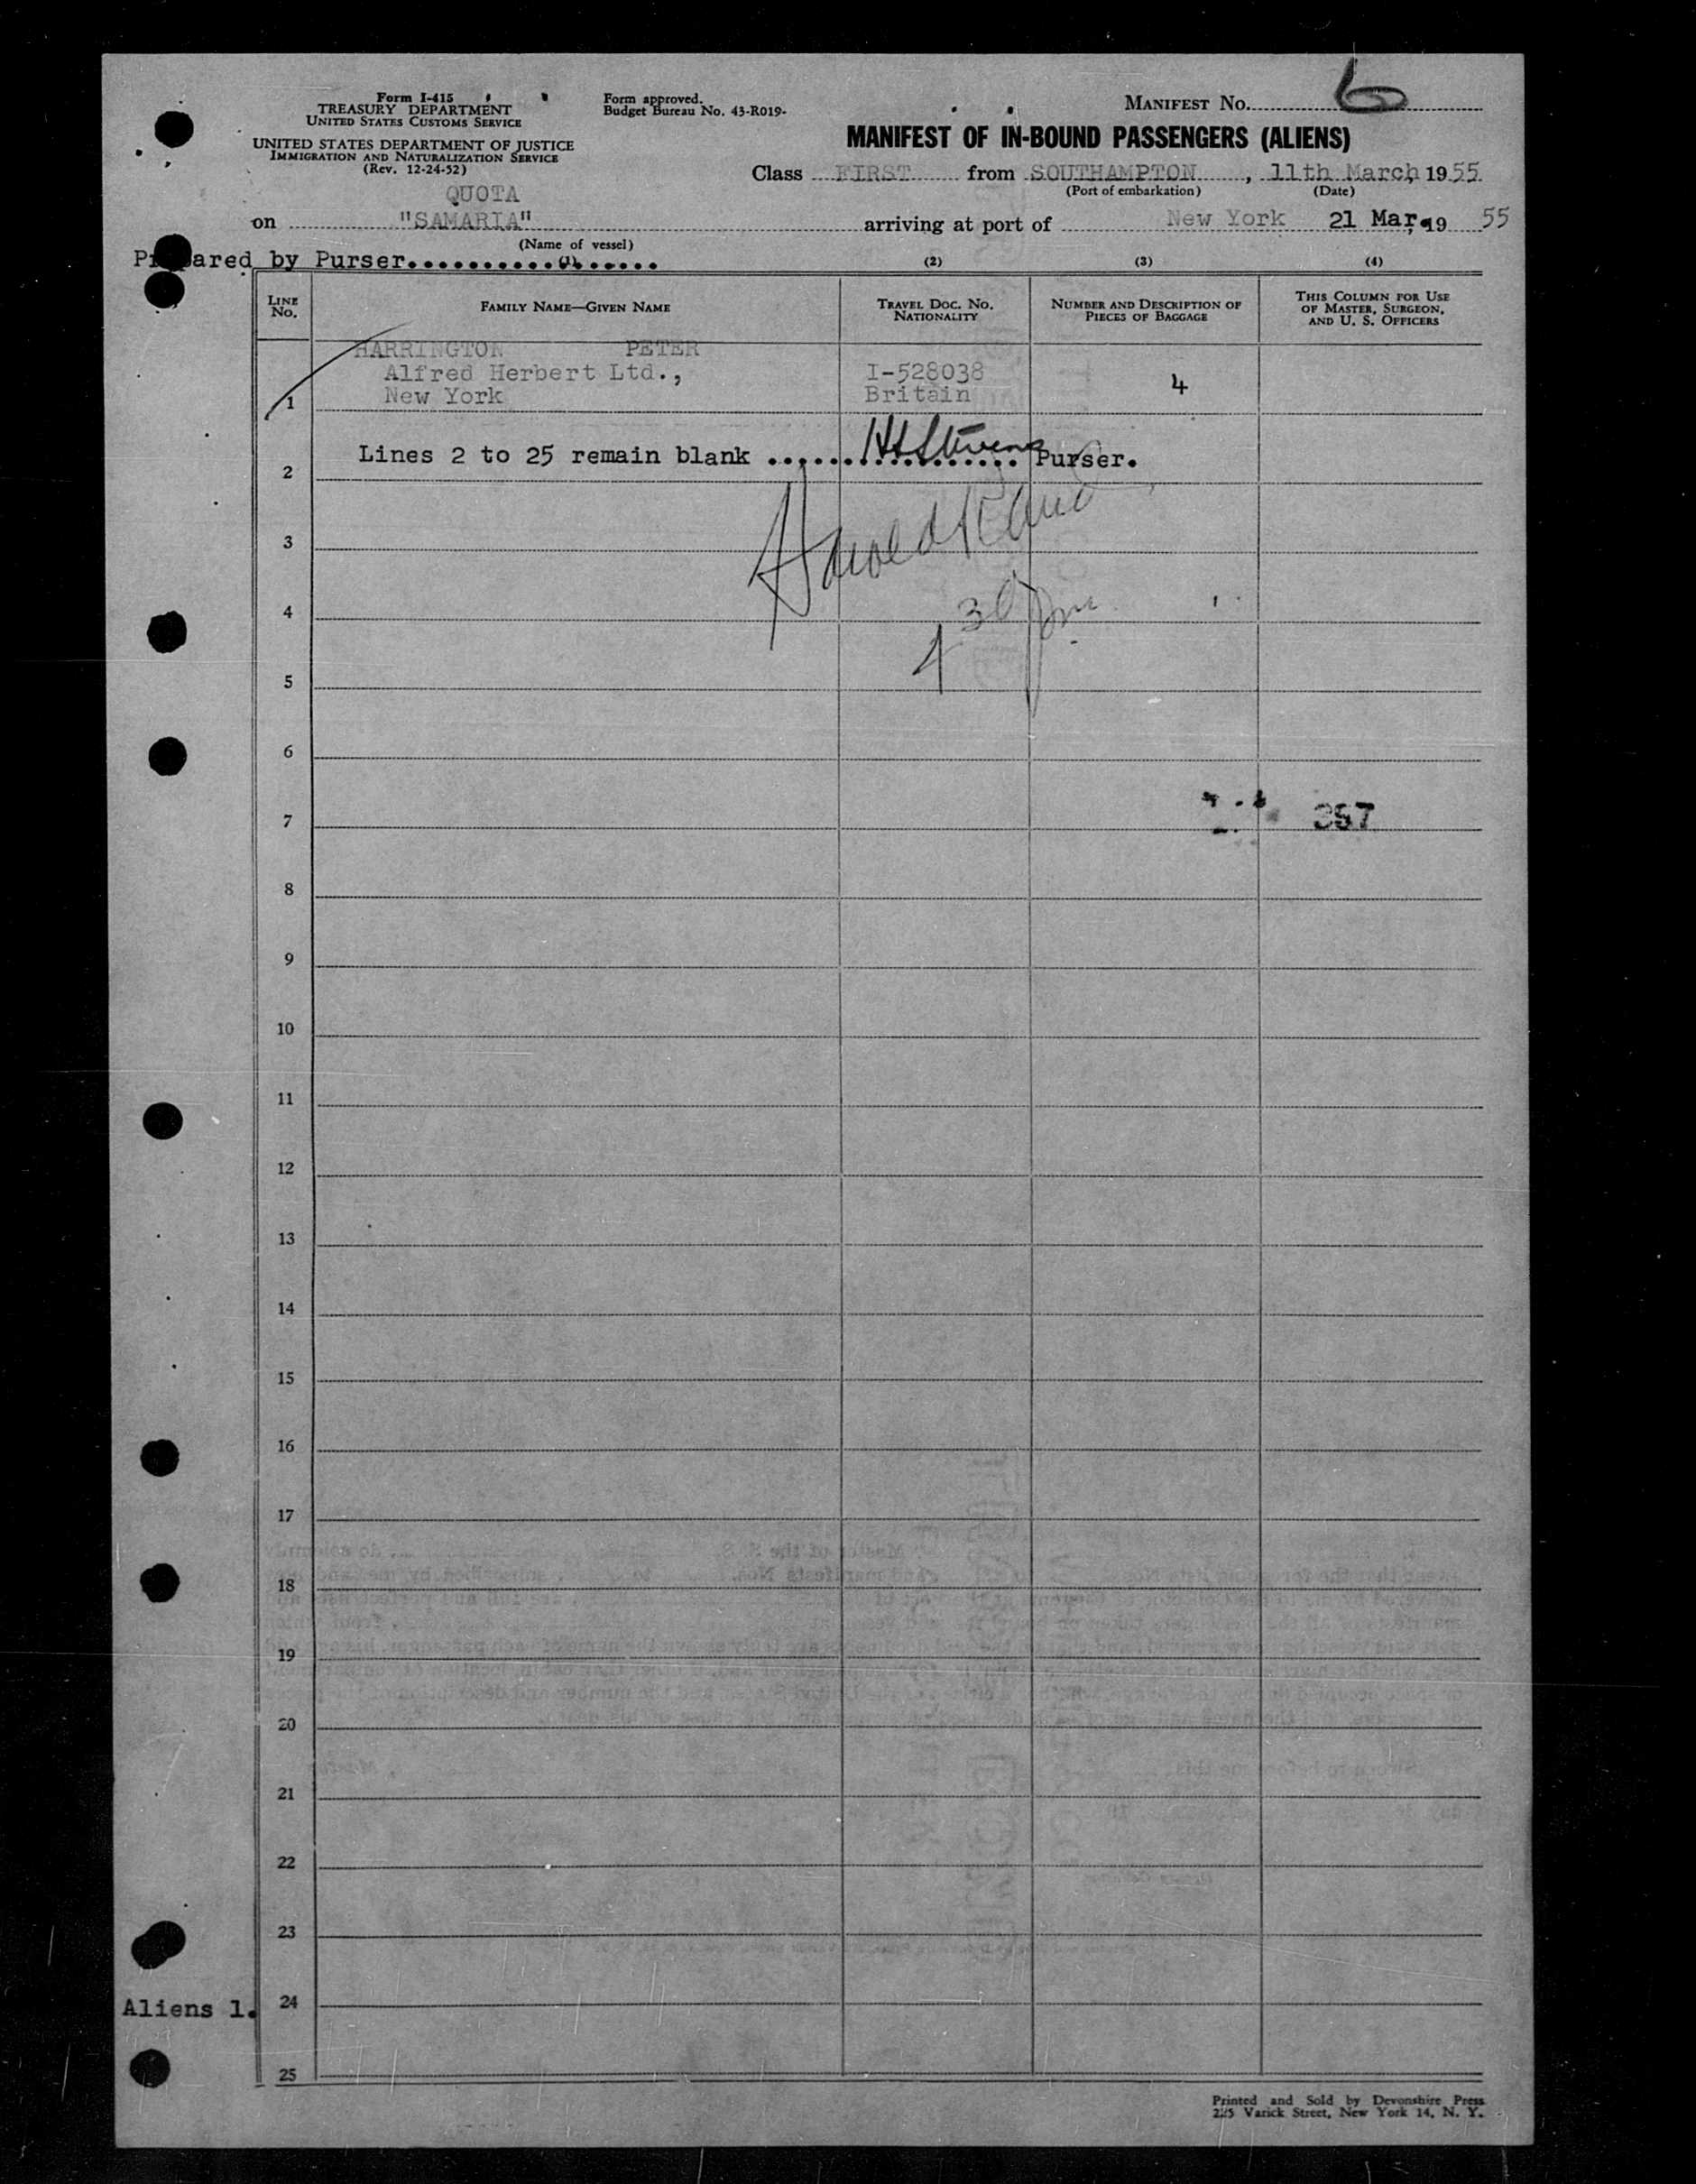 Form I-415
TREASURY DEPARTMENT
UNITED STATES CUSTOMS SERVICE
UNITED STATES DEPARTMENT OF JUSTICE
IMMIGRATION AND NATURALIZATION SERVICE
(Rev. 12-24-52)
Form approved.
Budget Bureau No. 43-R019-
MANIFEST No. 6
MANIFEST OF IN-BOUND PASSENGERS (ALIENS)
Class FIRST from SOUTHAMPTON, 11th March, 1955
(Port of embarkation) (Date)
QUOTA
on "SAMARIA" arriving at port of New York 21 Mar, 19 55
(Name of vessel)
Prepared by Purser
(1) (2) (3) (4)
LINE No. FAMILY NAME—GIVEN NAME TRAVEL DOC. No. NATIONALITY NUMBER AND DESCRIPTION OF PIECES OF BAGGAGE THIS COLUMN FOR USE OF MASTER, SURGEON, AND U. S. OFFICERS
HARRINGTON PETER
Alfred Herbert Ltd., I-528038 4
1 New York Britain
Lines 2 to 25 remain blank ...... HLStevens Purser.
2
3
Harold
4
4 30 pm
5
6
7 357
8
9
10
11
12
13
14
15
16
17
18
19
20
21
22
23
Aliens 1. 24
25
Printed and Sold by Devonshire Press
225 Varick Street, New York 14, N. Y.